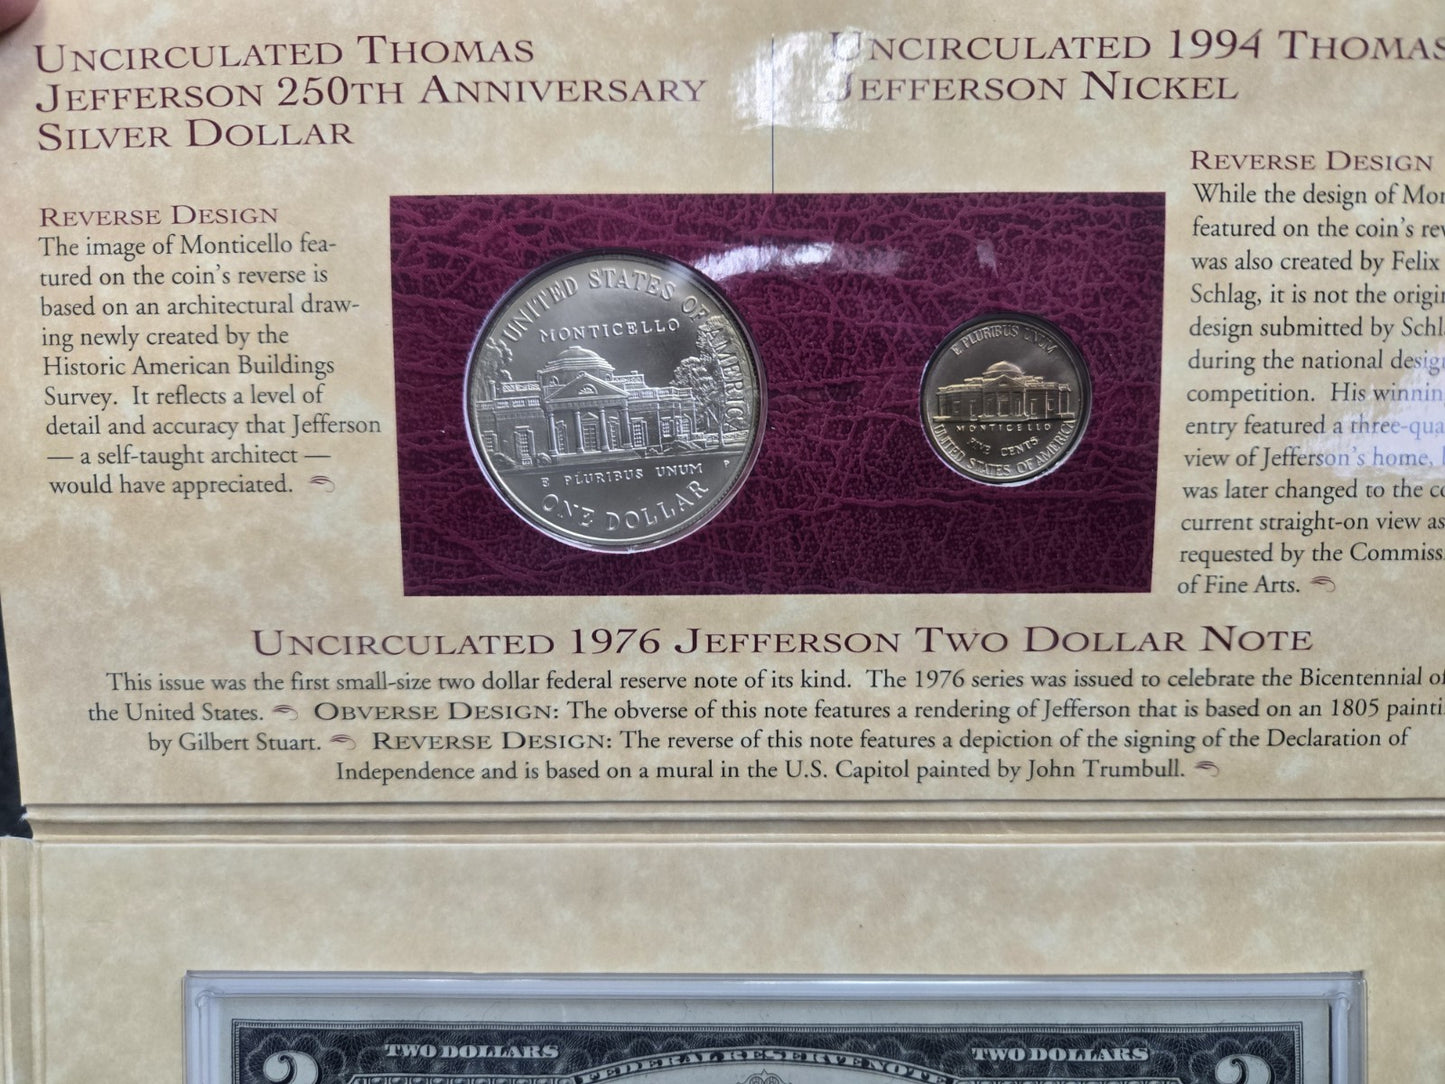 UNCIRCULATED THOMAS
JEFFERSON 250TH ANNIVERSARY
SILVER DOLLAR
REVERSE DESIGN
The image of Monticello fea-
tured on the coin's reverse is
based on an architectural draw-
ing newly created by the
Historic American Buildings
Survey. It reflects a level of
detail and accuracy that Jefferson
— a self-taught architect —
would have appreciated.
UNITED STATES OF AMERICA
MONTICELLO
E PLURIBUS UNUM
P
ONE DOLLAR
UNCIRCULATED 1994 THOMAS
JEFFERSON NICKEL
E PLURIBUS UNUM
MONTICELLO
FIVE CENTS
UNITED STATES OF AMERICA
REVERSE DESIGN
While the design of
featured on the coin's
was also created by Felix
Schlag, it is not the
design submitted by
during the national
competition. His
entry featured a
view of Jefferson's home,
was later changed to the
current straight-on view as
requested by the
of Fine Arts.
UNCIRCULATED 1976 JEFFERSON TWO DOLLAR NOTE
This issue was the first small-size two dollar federal reserve note of its kind. The 1976 series was issued to celebrate the Bicentennial of
the United States. OBVERSE DESIGN: The obverse of this note features a rendering of Jefferson that is based on an 1805
by Gilbert Stuart. REVERSE DESIGN: The reverse of this note features a depiction of the signing of the Declaration of
Independence and is based on a mural in the U.S. Capitol painted by John Trumbull.
2 TWO DOLLARS FEDERAL RESERVE NOTE TWO DOLLARS 2